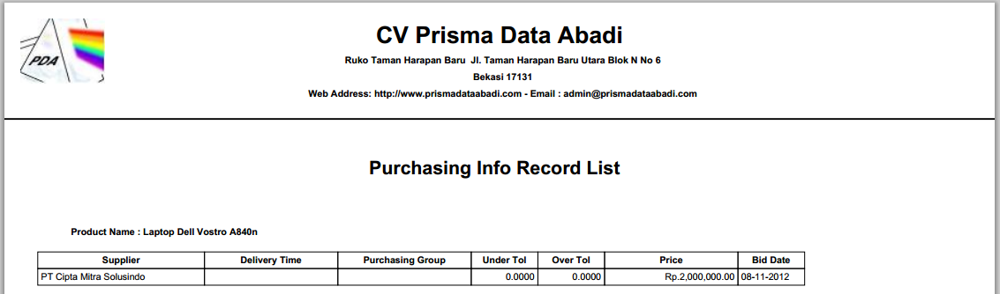 PDA
CV Prisma Data Abadi
Ruko Taman Harapan Baru Jl. Taman Harapan Baru Utara Blok N No 6
Bekasi 17131
Web Address: http://www.prismadataabadi.com - Email : admin@prismadataabadi.com
Purchasing Info Record List
Product Name : Laptop Dell Vostro A840n
Supplier Delivery Time Purchasing Group Under Tol Over Tol Price Bid Date
PT Cipta Mitra Solusindo 0.0000 0.0000 Rp.2,000,000.00 08-11-2012